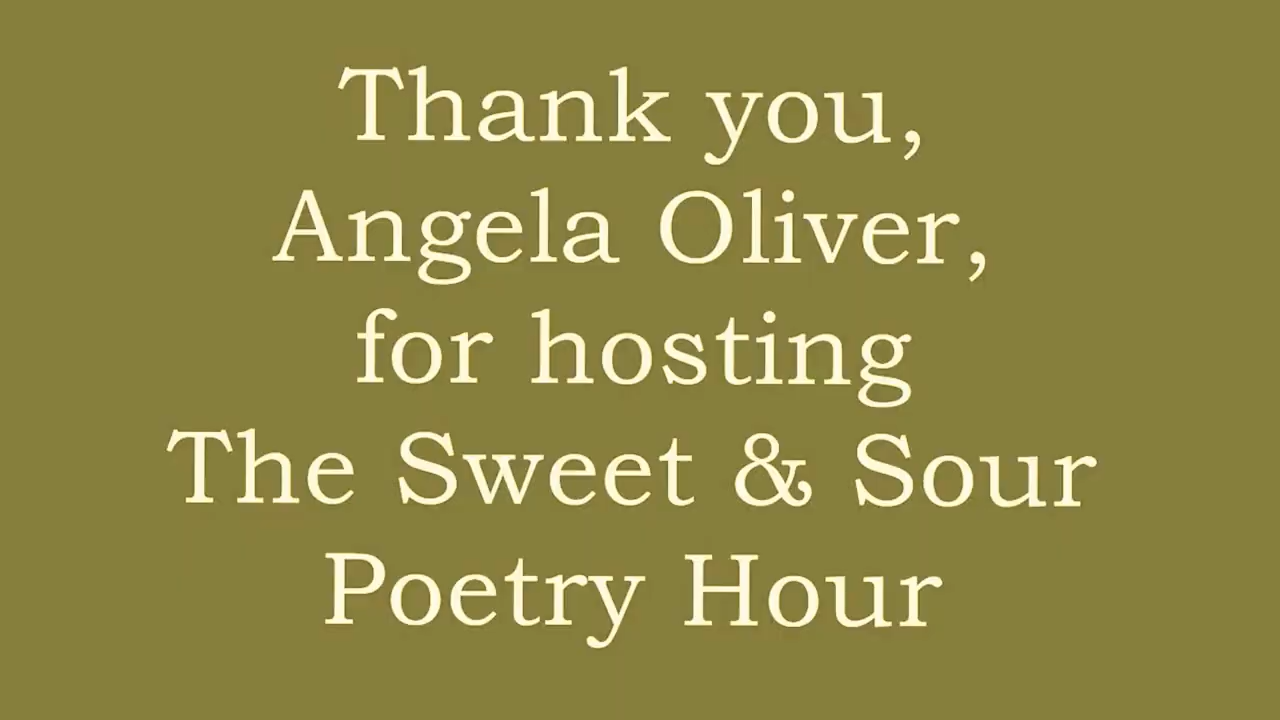 Thank you,
Angela Oliver,
for hosting
The Sweet & Sour
Poetry Hour